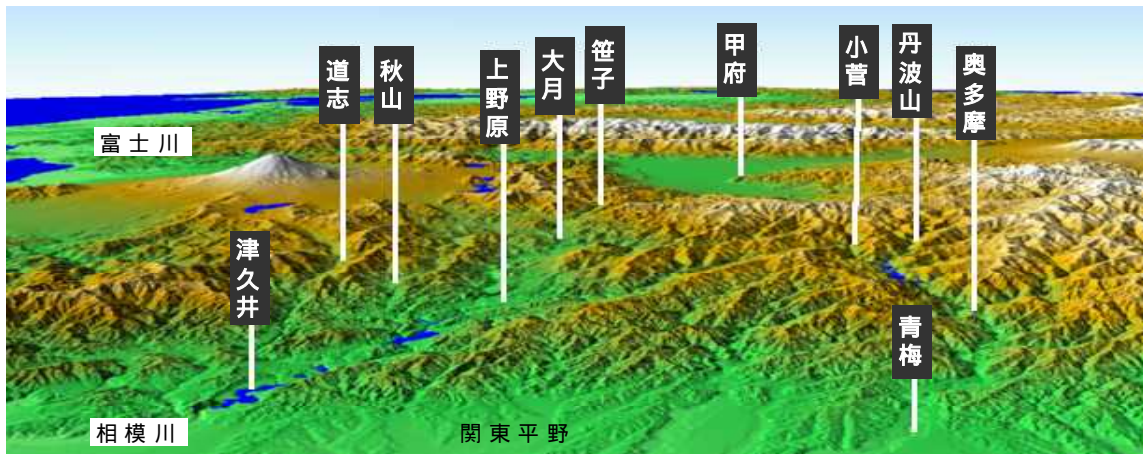 道志
秋山
上野原
大月
笹子
甲府
小菅
丹波山
奥多摩
富士川
津久井
青梅
相模川
関東平野